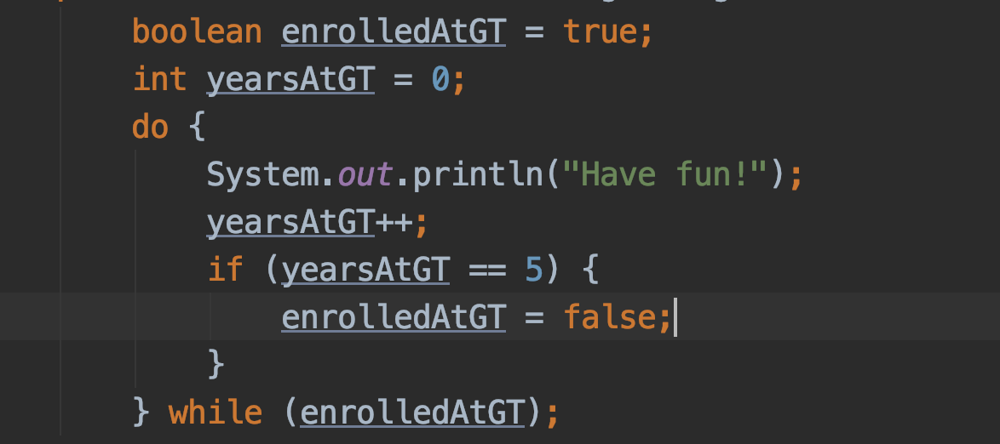 boolean enrolledAtGT = true;
int yearsAtGT = 0;
do {
System.out.println("Have fun!");
yearsAtGT++;
if (yearsAtGT == 5) {
enrolledAtGT = false;
}
} while (enrolledAtGT);